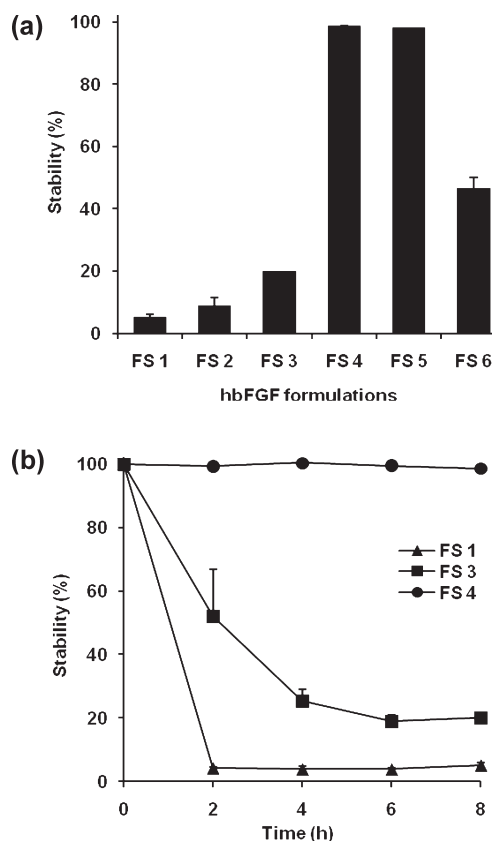 (a)
100
80
60
40
20
0
Stability (%)
FS 1 FS 2 FS 3 FS 4 FS 5 FS 6
hbFGF formulations
(b)
100
80
60
40
20
0
Stability (%)
FS 1
FS 3
FS 4
0 2 4 6 8
Time (h)